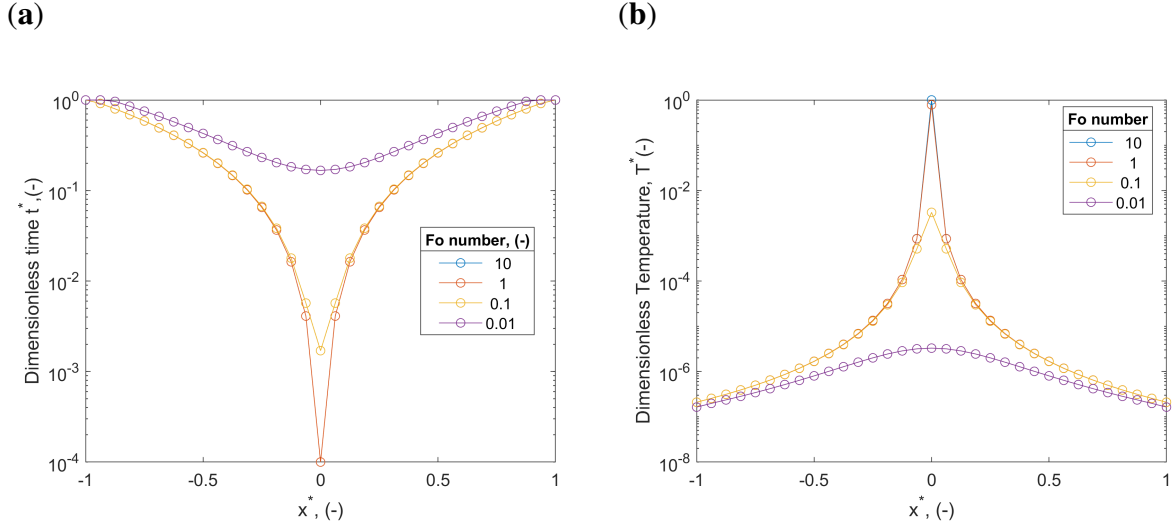 (a)
Dimensionless time t*,(-)
10^0
10^-1
10^-2
10^-3
10^-4
-1 -0.5 0 0.5 1
x*, (-)
Fo number, (-)
10
1
0.1
0.01
(b)
Dimensionless Temperature, T*(-)
10^0
10^-2
10^-4
10^-6
10^-8
-1 -0.5 0 0.5 1
x*, (-)
Fo number
10
1
0.1
0.01